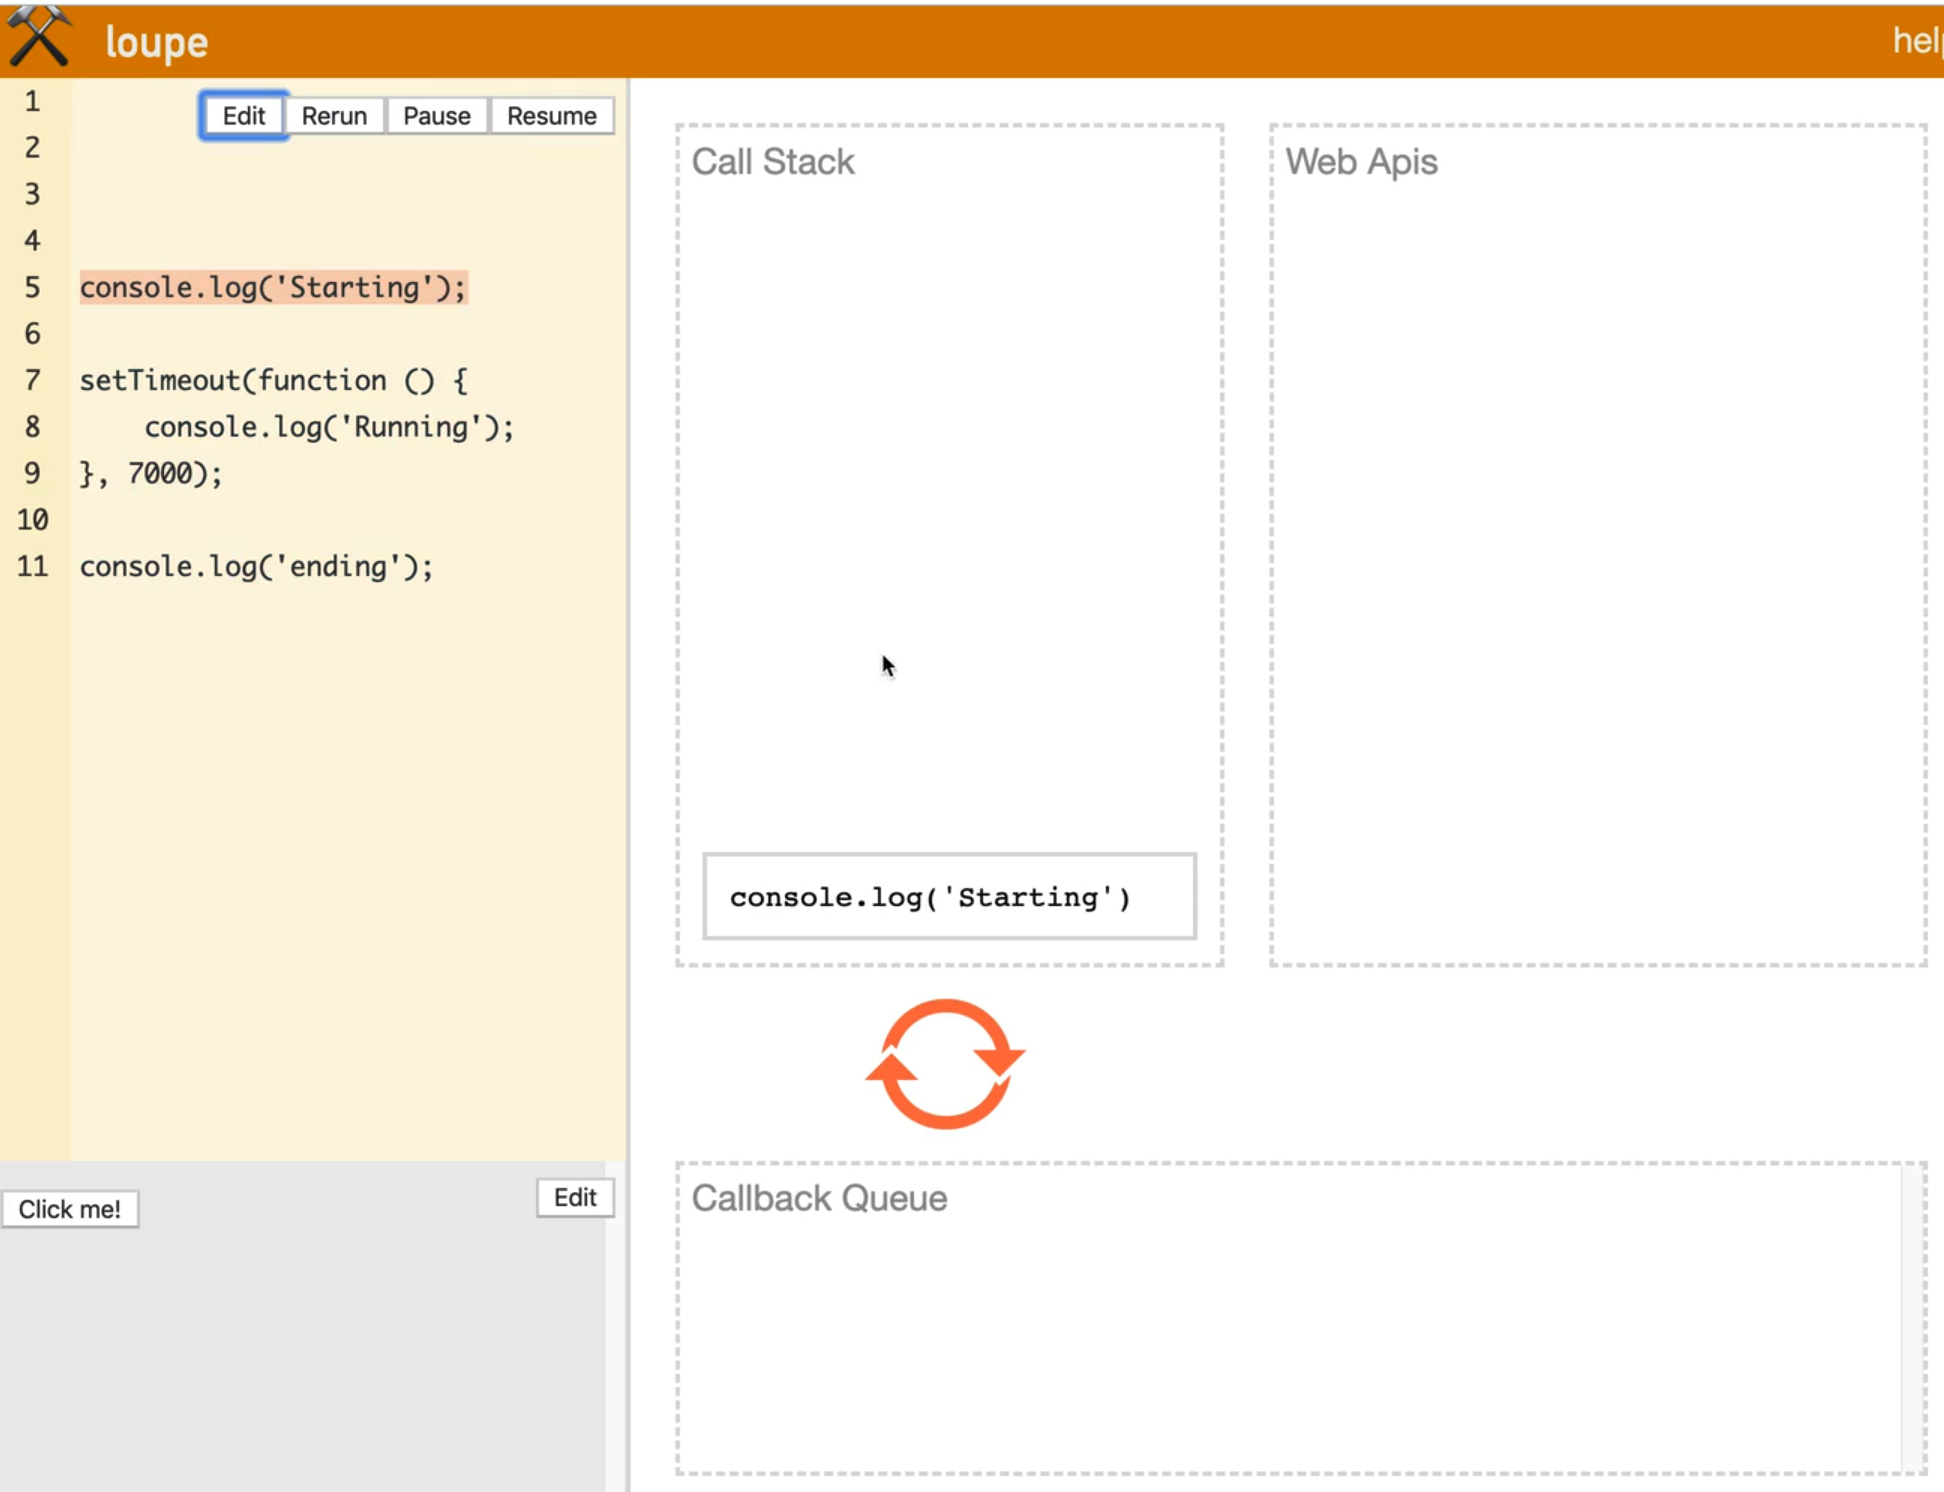 loupe
hel
Edit Rerun Pause Resume
1
2
3
4
5 console.log('Starting');
6
7 setTimeout(function () {
8 console.log('Running');
9 }, 7000);
10
11 console.log('ending');
Click me!
Edit
Call Stack
console.log('Starting')
Web Apis
Callback Queue